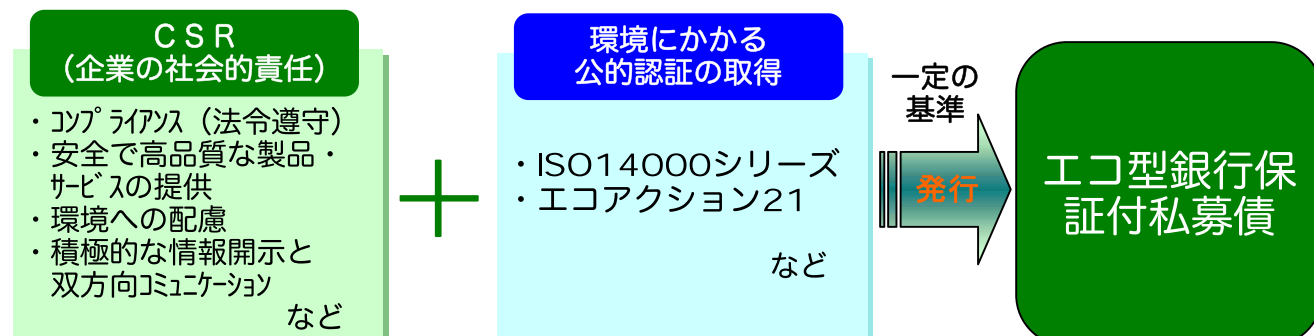 ＣＳＲ
（企業の社会的責任）
・ｺﾝﾌﾟﾗｲｱﾝｽ（法令遵守）
・安全で高品質な製品・
ｻｰﾋﾞｽの提供
・環境への配慮
・積極的な情報開示と
双方向ｺﾐｭﾆｹｰｼｮﾝ
など
＋
環境にかかる
公的認証の取得
・ISO14000シリーズ
・エコアクション21
など
一定の
基準
発行
エコ型銀行保
証付私募債